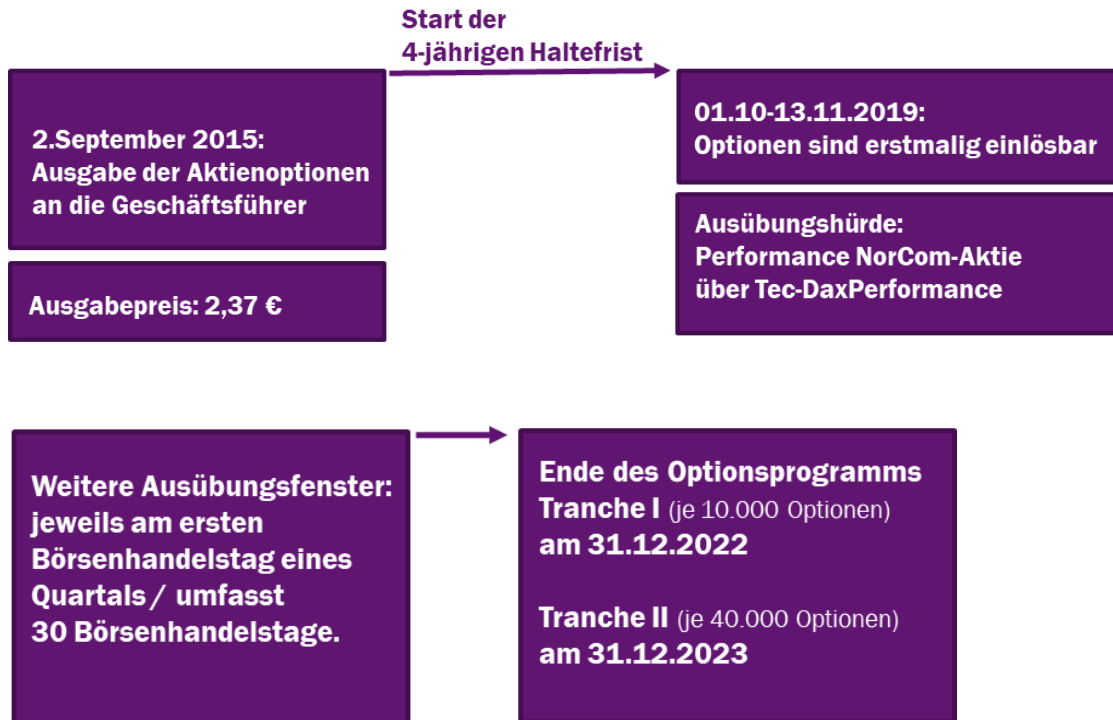 Start der
4-jährigen Haltefrist
2.September 2015:
Ausgabe der Aktienoptionen
an die Geschäftsführer
Ausgabepreis: 2,37 €
01.10-13.11.2019:
Optionen sind erstmalig einlösbar
Ausübungshürde:
Performance NorCom-Aktie
über Tec-DaxPerformance
Weitere Ausübungsfenster:
jeweils am ersten
Börsenhandelstag eines
Quartals / umfasst
30 Börsenhandelstage.
Ende des Optionsprogramms
Tranche I (je 10.000 Optionen)
am 31.12.2022
Tranche II (je 40.000 Optionen)
am 31.12.2023